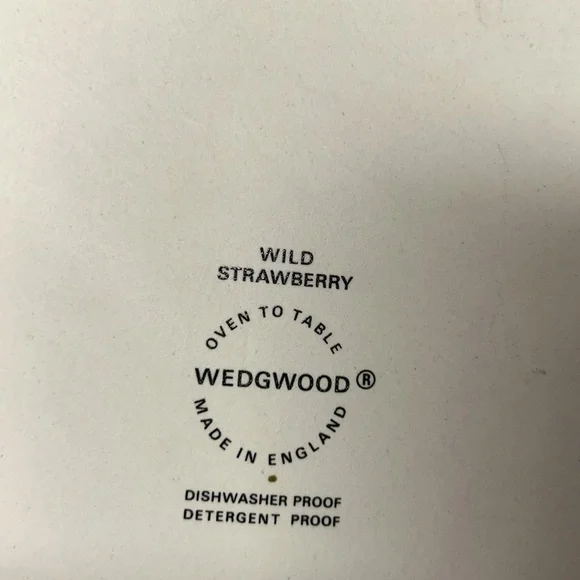 WILD
STRAWBERRY
OVEN TO TABLE
WEDGWOOD ®
MADE IN ENGLAND
DISHWASHER PROOF
DETERGENT PROOF